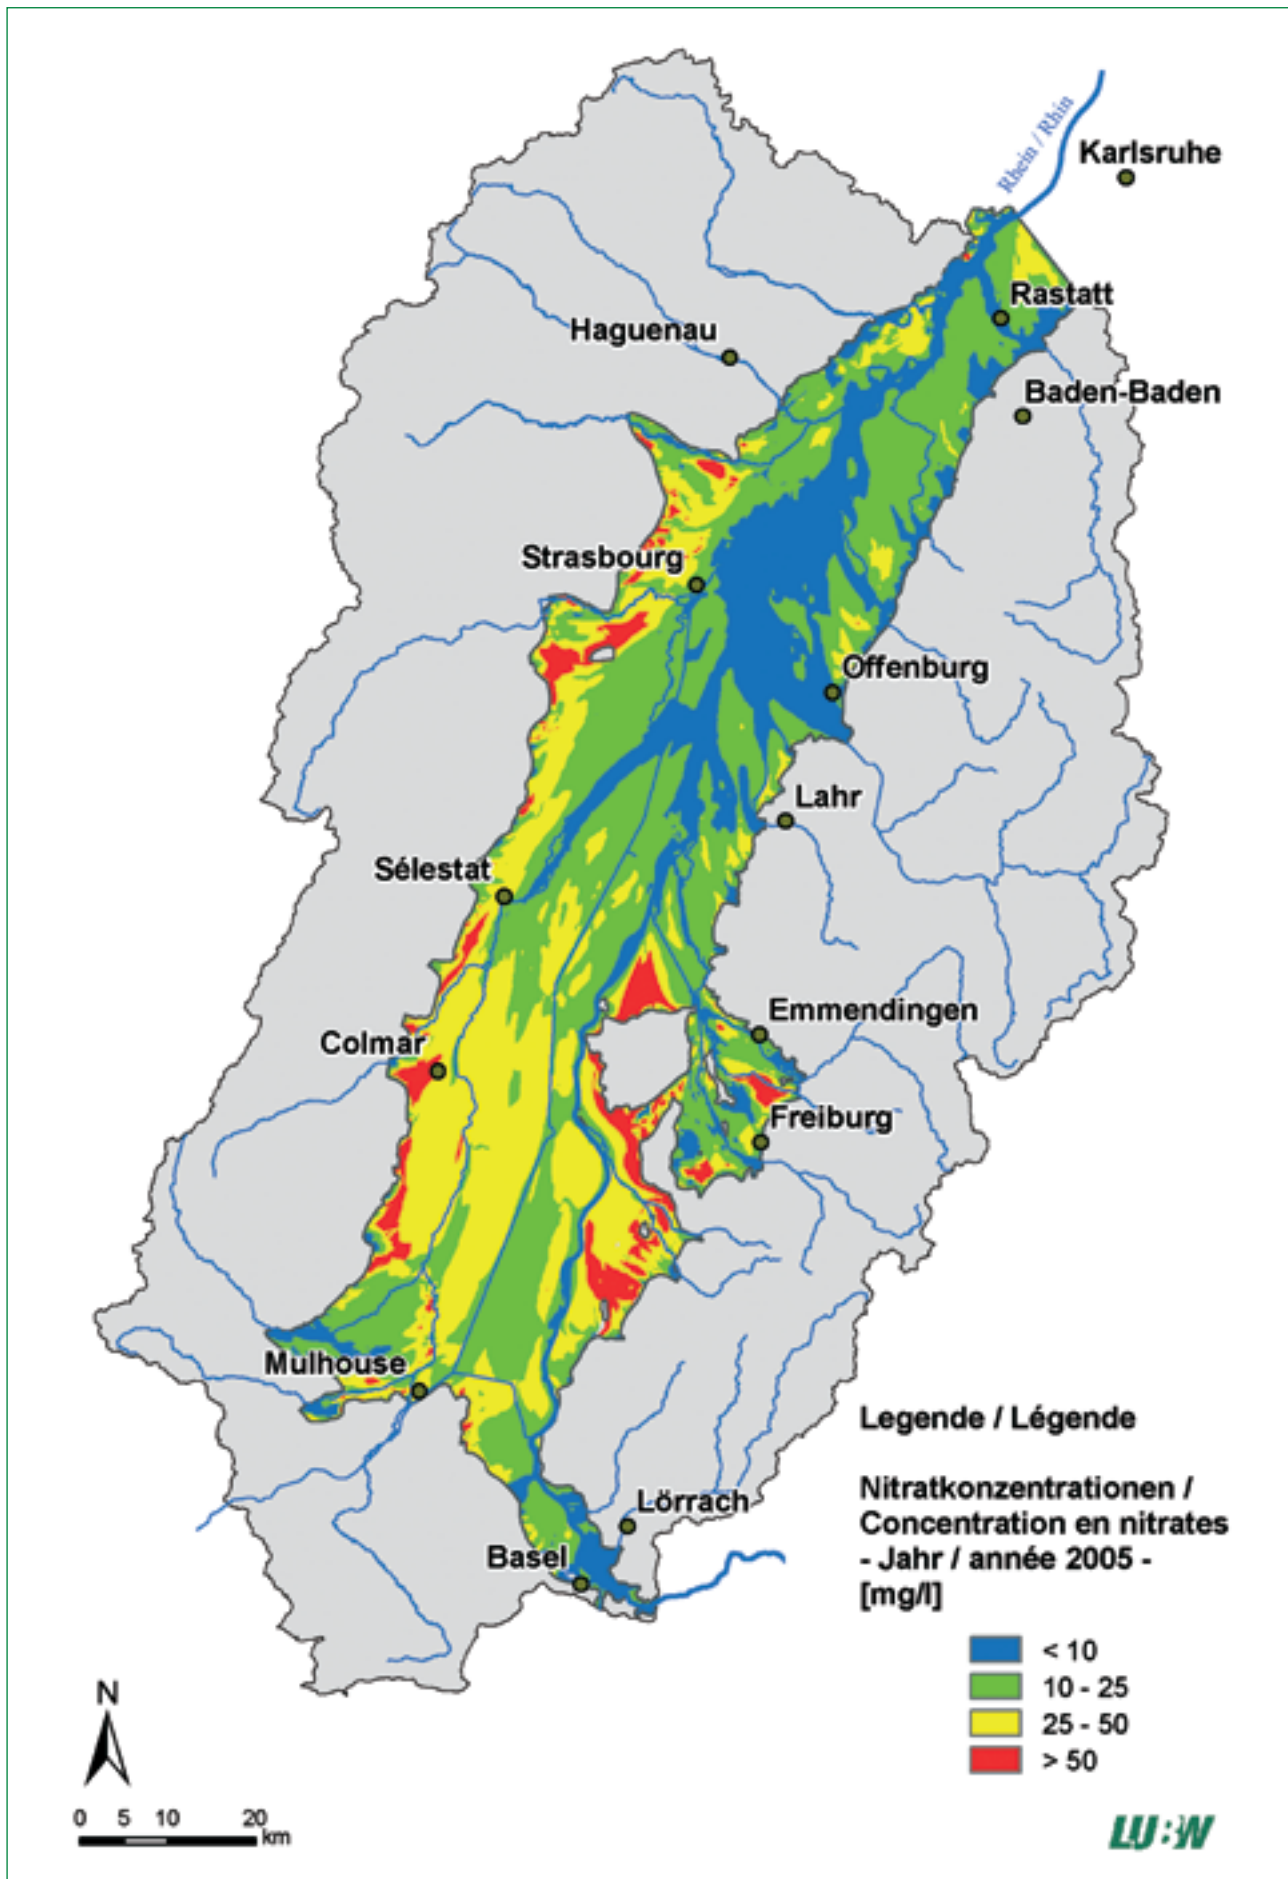 Rhein / Rhin
Karlsruhe
Rastatt
Haguenau
Baden-Baden
Strasbourg
Offenburg
Lahr
Sélestat
Emmendingen
Colmar
Freiburg
Mulhouse
Lörrach
Basel
Legende / Légende
Nitratkonzentrationen /
Concentration en nitrates
- Jahr / année 2005 -
[mg/l]
< 10
10 - 25
25 - 50
> 50
N
0 5 10 20
km
LUBW